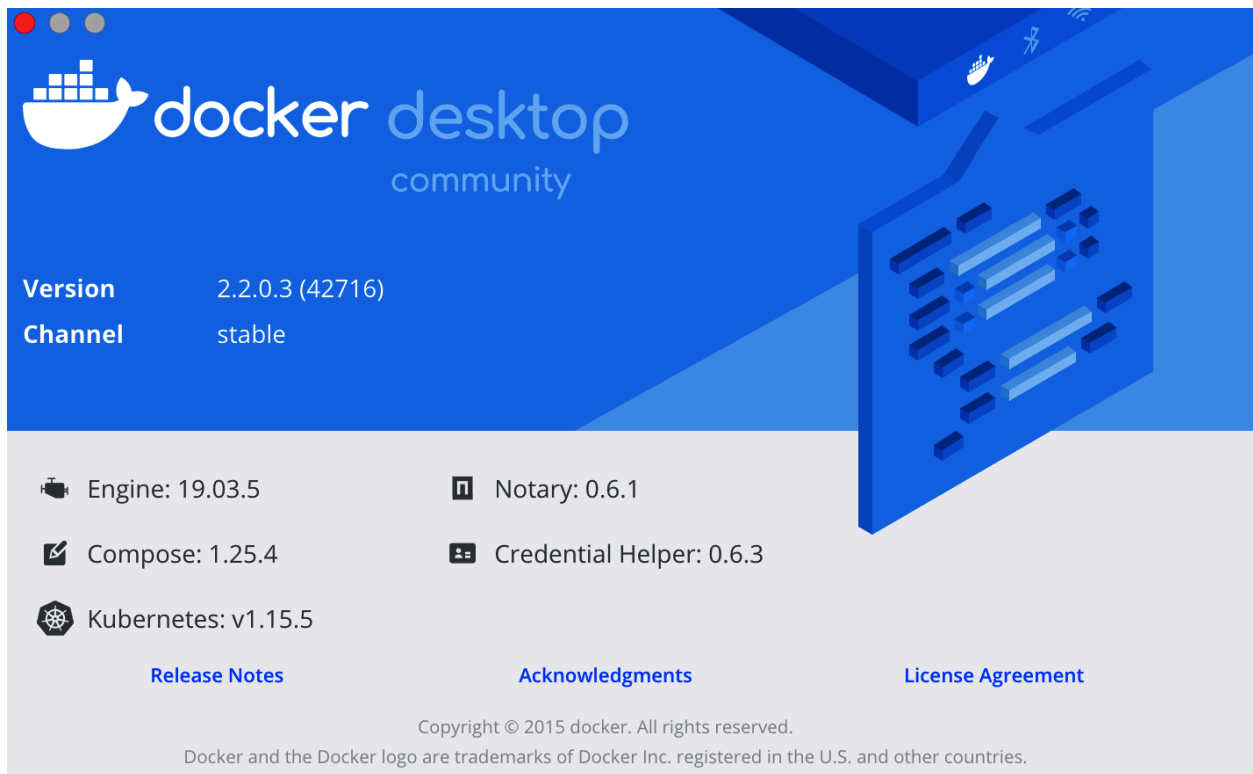 docker desktop
community
Version 2.2.0.3 (42716)
Channel stable
Engine: 19.03.5 Notary: 0.6.1
Compose: 1.25.4 Credential Helper: 0.6.3
Kubernetes: v1.15.5
Release Notes Acknowledgments License Agreement
Copyright © 2015 docker. All rights reserved.
Docker and the Docker logo are trademarks of Docker Inc. registered in the U.S. and other countries.